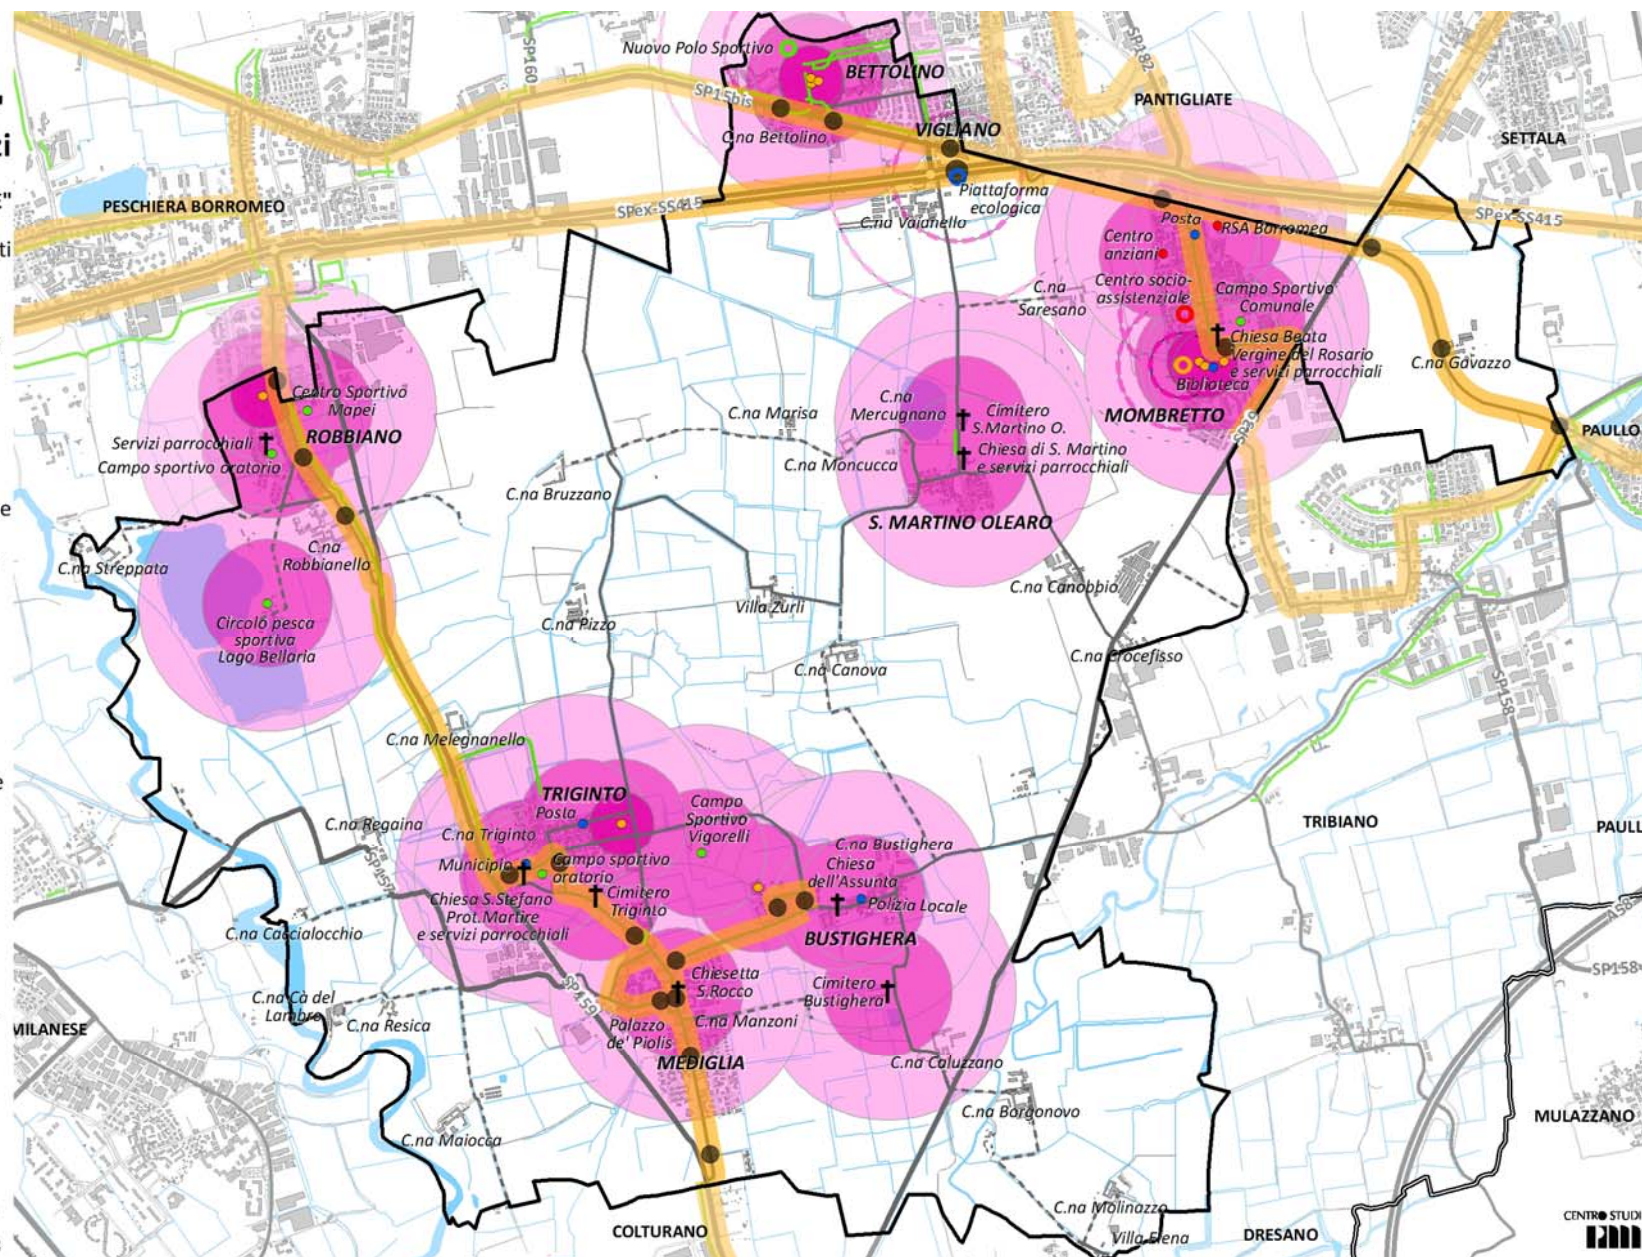 Nuovo Polo Sportivo
BETTOLINO
SP160
SP182
SP15bis
PANTIGLIATE
SETTALA
zi
C.na Bettolino
VIGLIANO
E"
PESCHIERA BORROMEO
SPex-SS415
Piattaforma
ecologica
C.na Vaianello
Posta
RSA Borromea
SPex-SS415
ti
Centro
anziani
Centro socio-
assistenziale
Campo Sportivo
Comunale
C.na
Saresano
Chiesa Beata
Vergine del Rosario
e servizi parrocchiali
C.na Gavazzo
Biblioteca
MOMBRETTO
SP39
PAULLO
Centro Sportivo
Mapei
ROBBIANO
Servizi parrocchiali
Campo sportivo oratorio
C.na
Mercugnano
Cimitero
S.Martino O.
C.na Marisa
C.na Moncucca
Chiesa di S. Martino
e servizi parrocchiali
C.na Bruzzano
S. MARTINO OLEARO
e
C.na Streppata
C.na
Robbianello
C.na Canobbio
Villa Zurli
C.na Pizzo
Circolo pesca
sportiva
Lago Bellaria
C.na Canova
C.na Crocefisso
SP158
C.na Melegnanello
e
TRIGINTO
Posta
Campo
Sportivo
Vigorelli
C.na Regaina
C.na Triginto
C.na Bustighera
TRIBIANO
PAULL
Municipio
Campo sportivo
oratorio
Chiesa
dell'Assunta
Chiesa S.Stefano
Prot.Martire
e servizi parrocchiali
Cimitero
Triginto
Polizia Locale
C.na Caccialocchio
BUSTIGHERA
A58
SP158
Chiesetta
S.Rocco
Cimitero
Bustighera
SP159
C.na Cà del
Lambro
MILANESE
C.na Resica
Palazzo
de' Piolis
C.na Manzoni
MEDIGLIA
C.na Caluzzano
C.na Borgonovo
MULAZZANO
C.na Maiocca
C.na Molinazzo
COLTURANO
Villa Elena
DRESANO
CENTRO STUDI
PIM